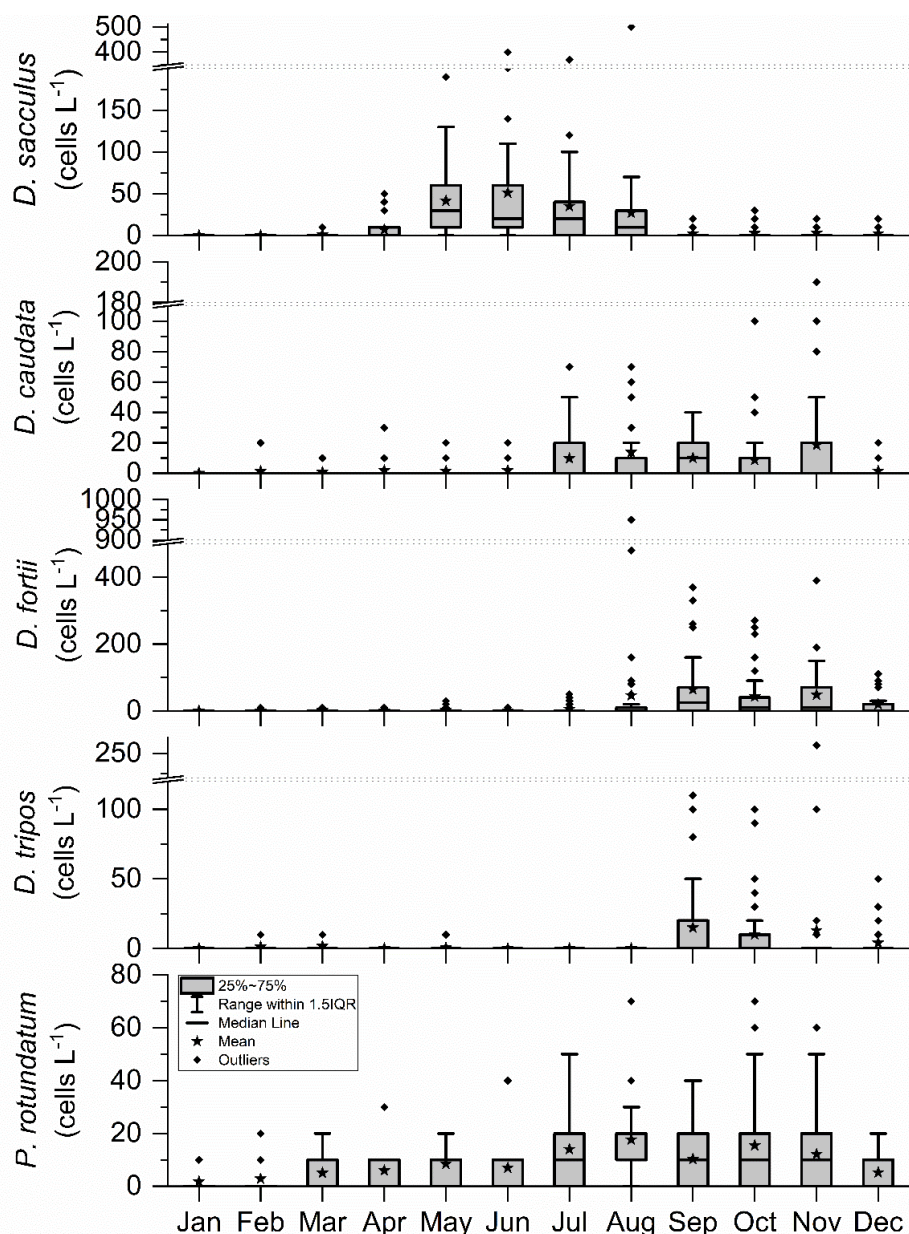 500
400
150
100
50
0
D. sacculus
(cells L⁻¹)
200
180
100
80
60
40
20
0
D. caudata
(cells L⁻¹)
1000
950
900
400
200
0
D. fortii
(cells L⁻¹)
250
100
50
0
D. tripos
(cells L⁻¹)
80
60
40
20
0
P. rotundatum
(cells L⁻¹)
25%~75%
Range within 1.5IQR
Median Line
Mean
Outliers
Jan Feb Mar Apr May Jun Jul Aug Sep Oct Nov Dec